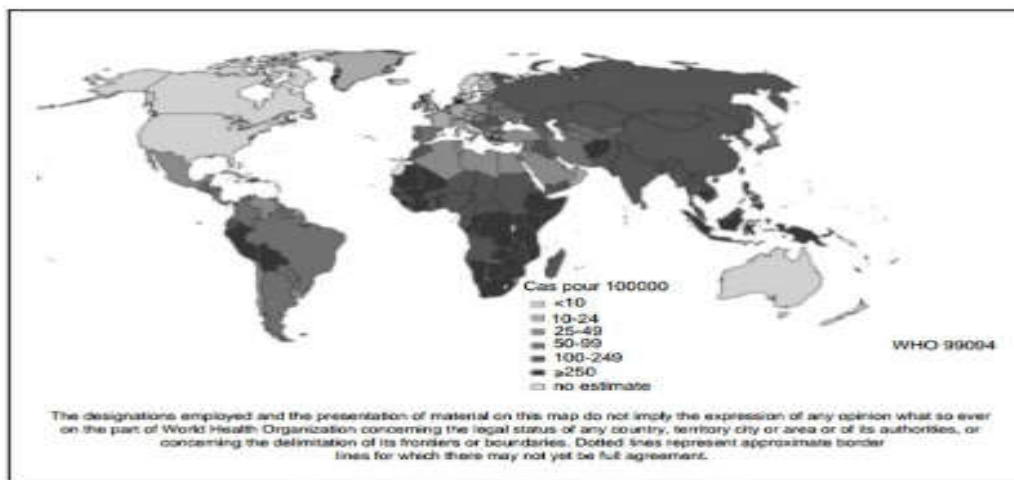 Cas pour 100000
<10
10-24
25-49
50-99
100-249
≥250
no estimate
WHO 99094
The designations employed and the presentation of material on this map do not imply the expression of any opinion what so ever
on the part of World Health Organization concerning the legal status of any country, territory city or area or of its authorities, or
concerning the delimitation of its frontiers or boundaries. Dotted lines represent approximate border
lines for which there may not yet be full agreement.